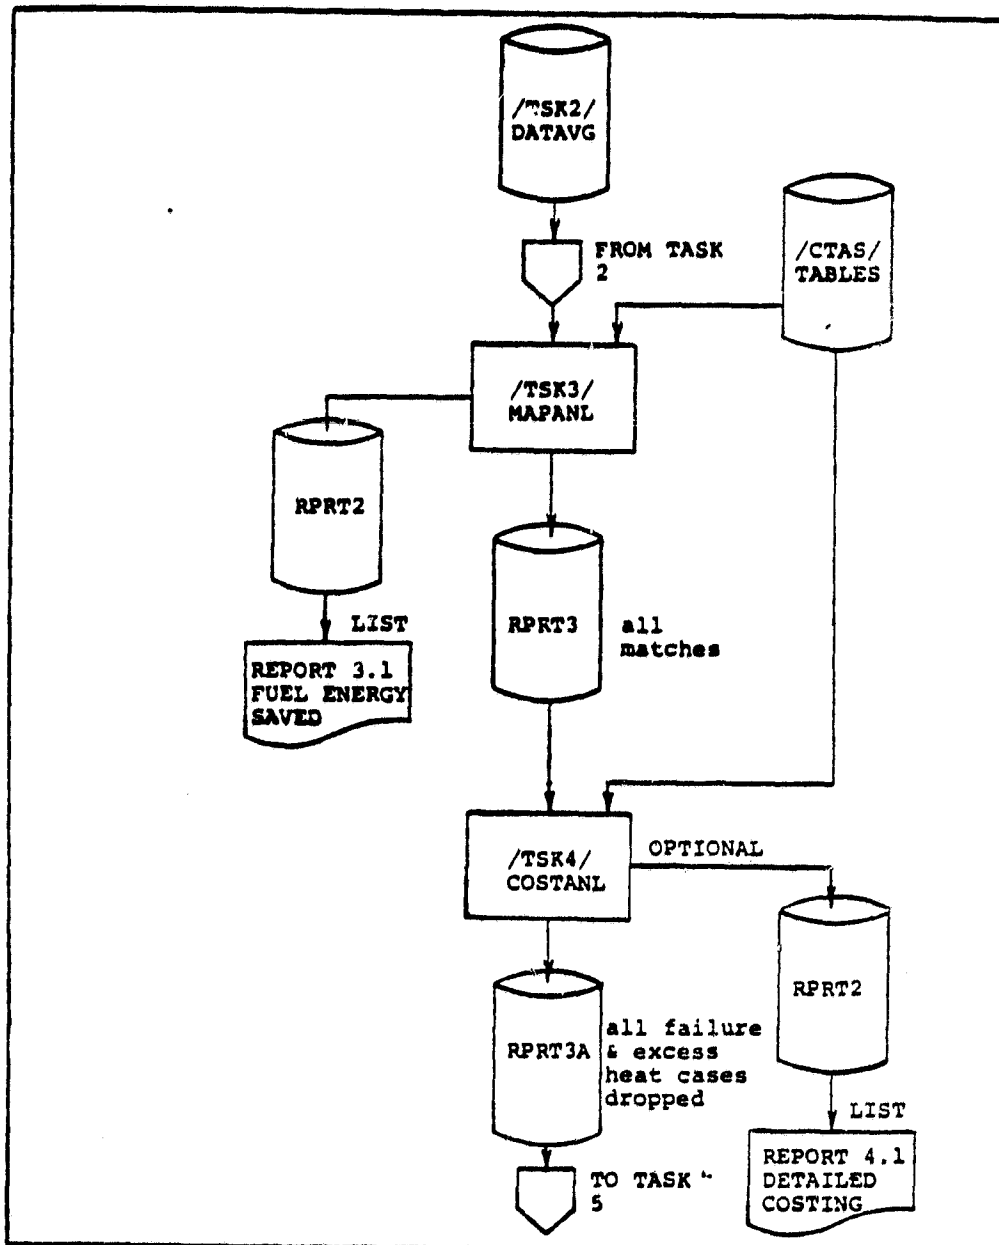 /TSK2/
DATAVG
FROM TASK
2
/CTAS/
TABLES
/TSK3/
MAPANL
RPRT2
LIST
REPORT 3.1
FUEL ENERGY
SAVED
RPRT3
all
matches
/TSK4/
COSTANL
OPTIONAL
RPRT2
RPRT3A
all failure
& excess
heat cases
dropped
LIST
REPORT 4.1
DETAILED
COSTING
TO TASK
5